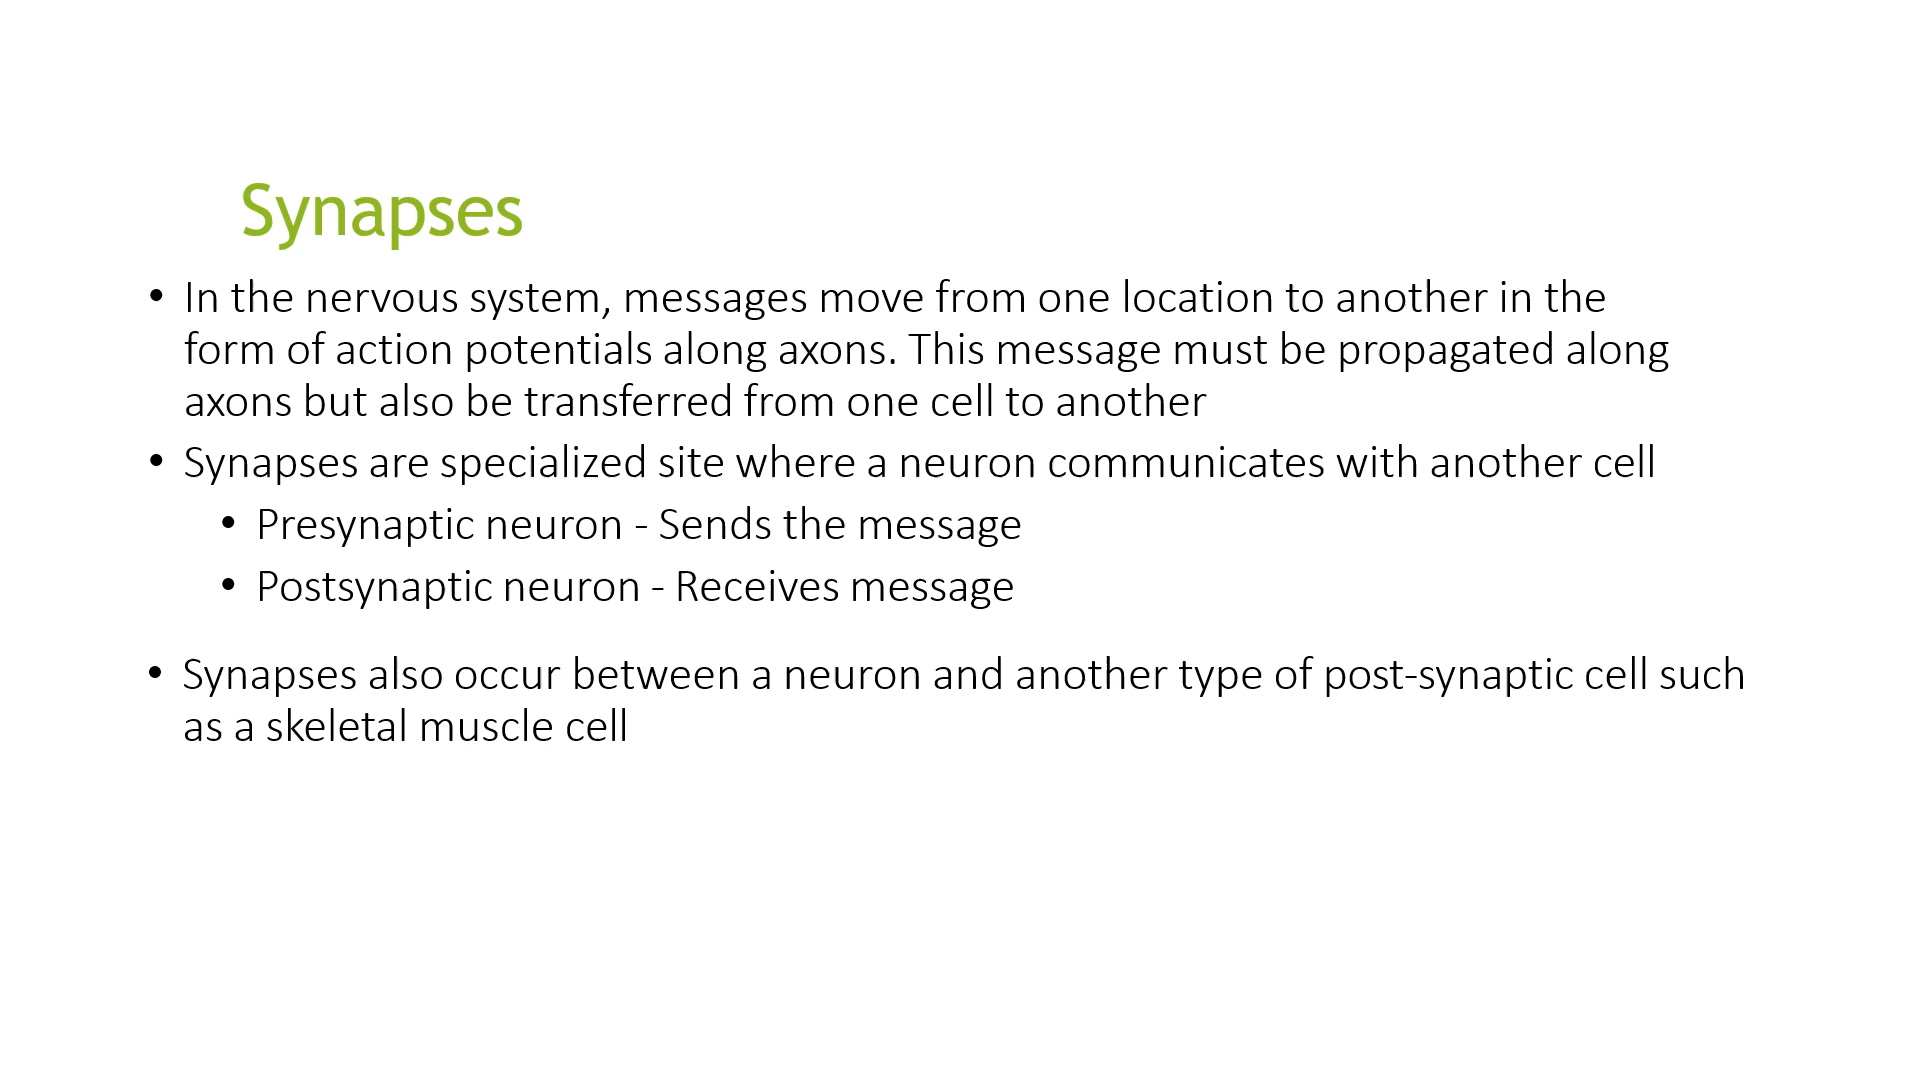 Synapses
• In the nervous system, messages move from one location to another in the
form of action potentials along axons. This message must be propagated along
axons but also be transferred from one cell to another
• Synapses are specialized site where a neuron communicates with another cell
• Presynaptic neuron - Sends the message
• Postsynaptic neuron - Receives message
• Synapses also occur between a neuron and another type of post-synaptic cell such
as a skeletal muscle cell